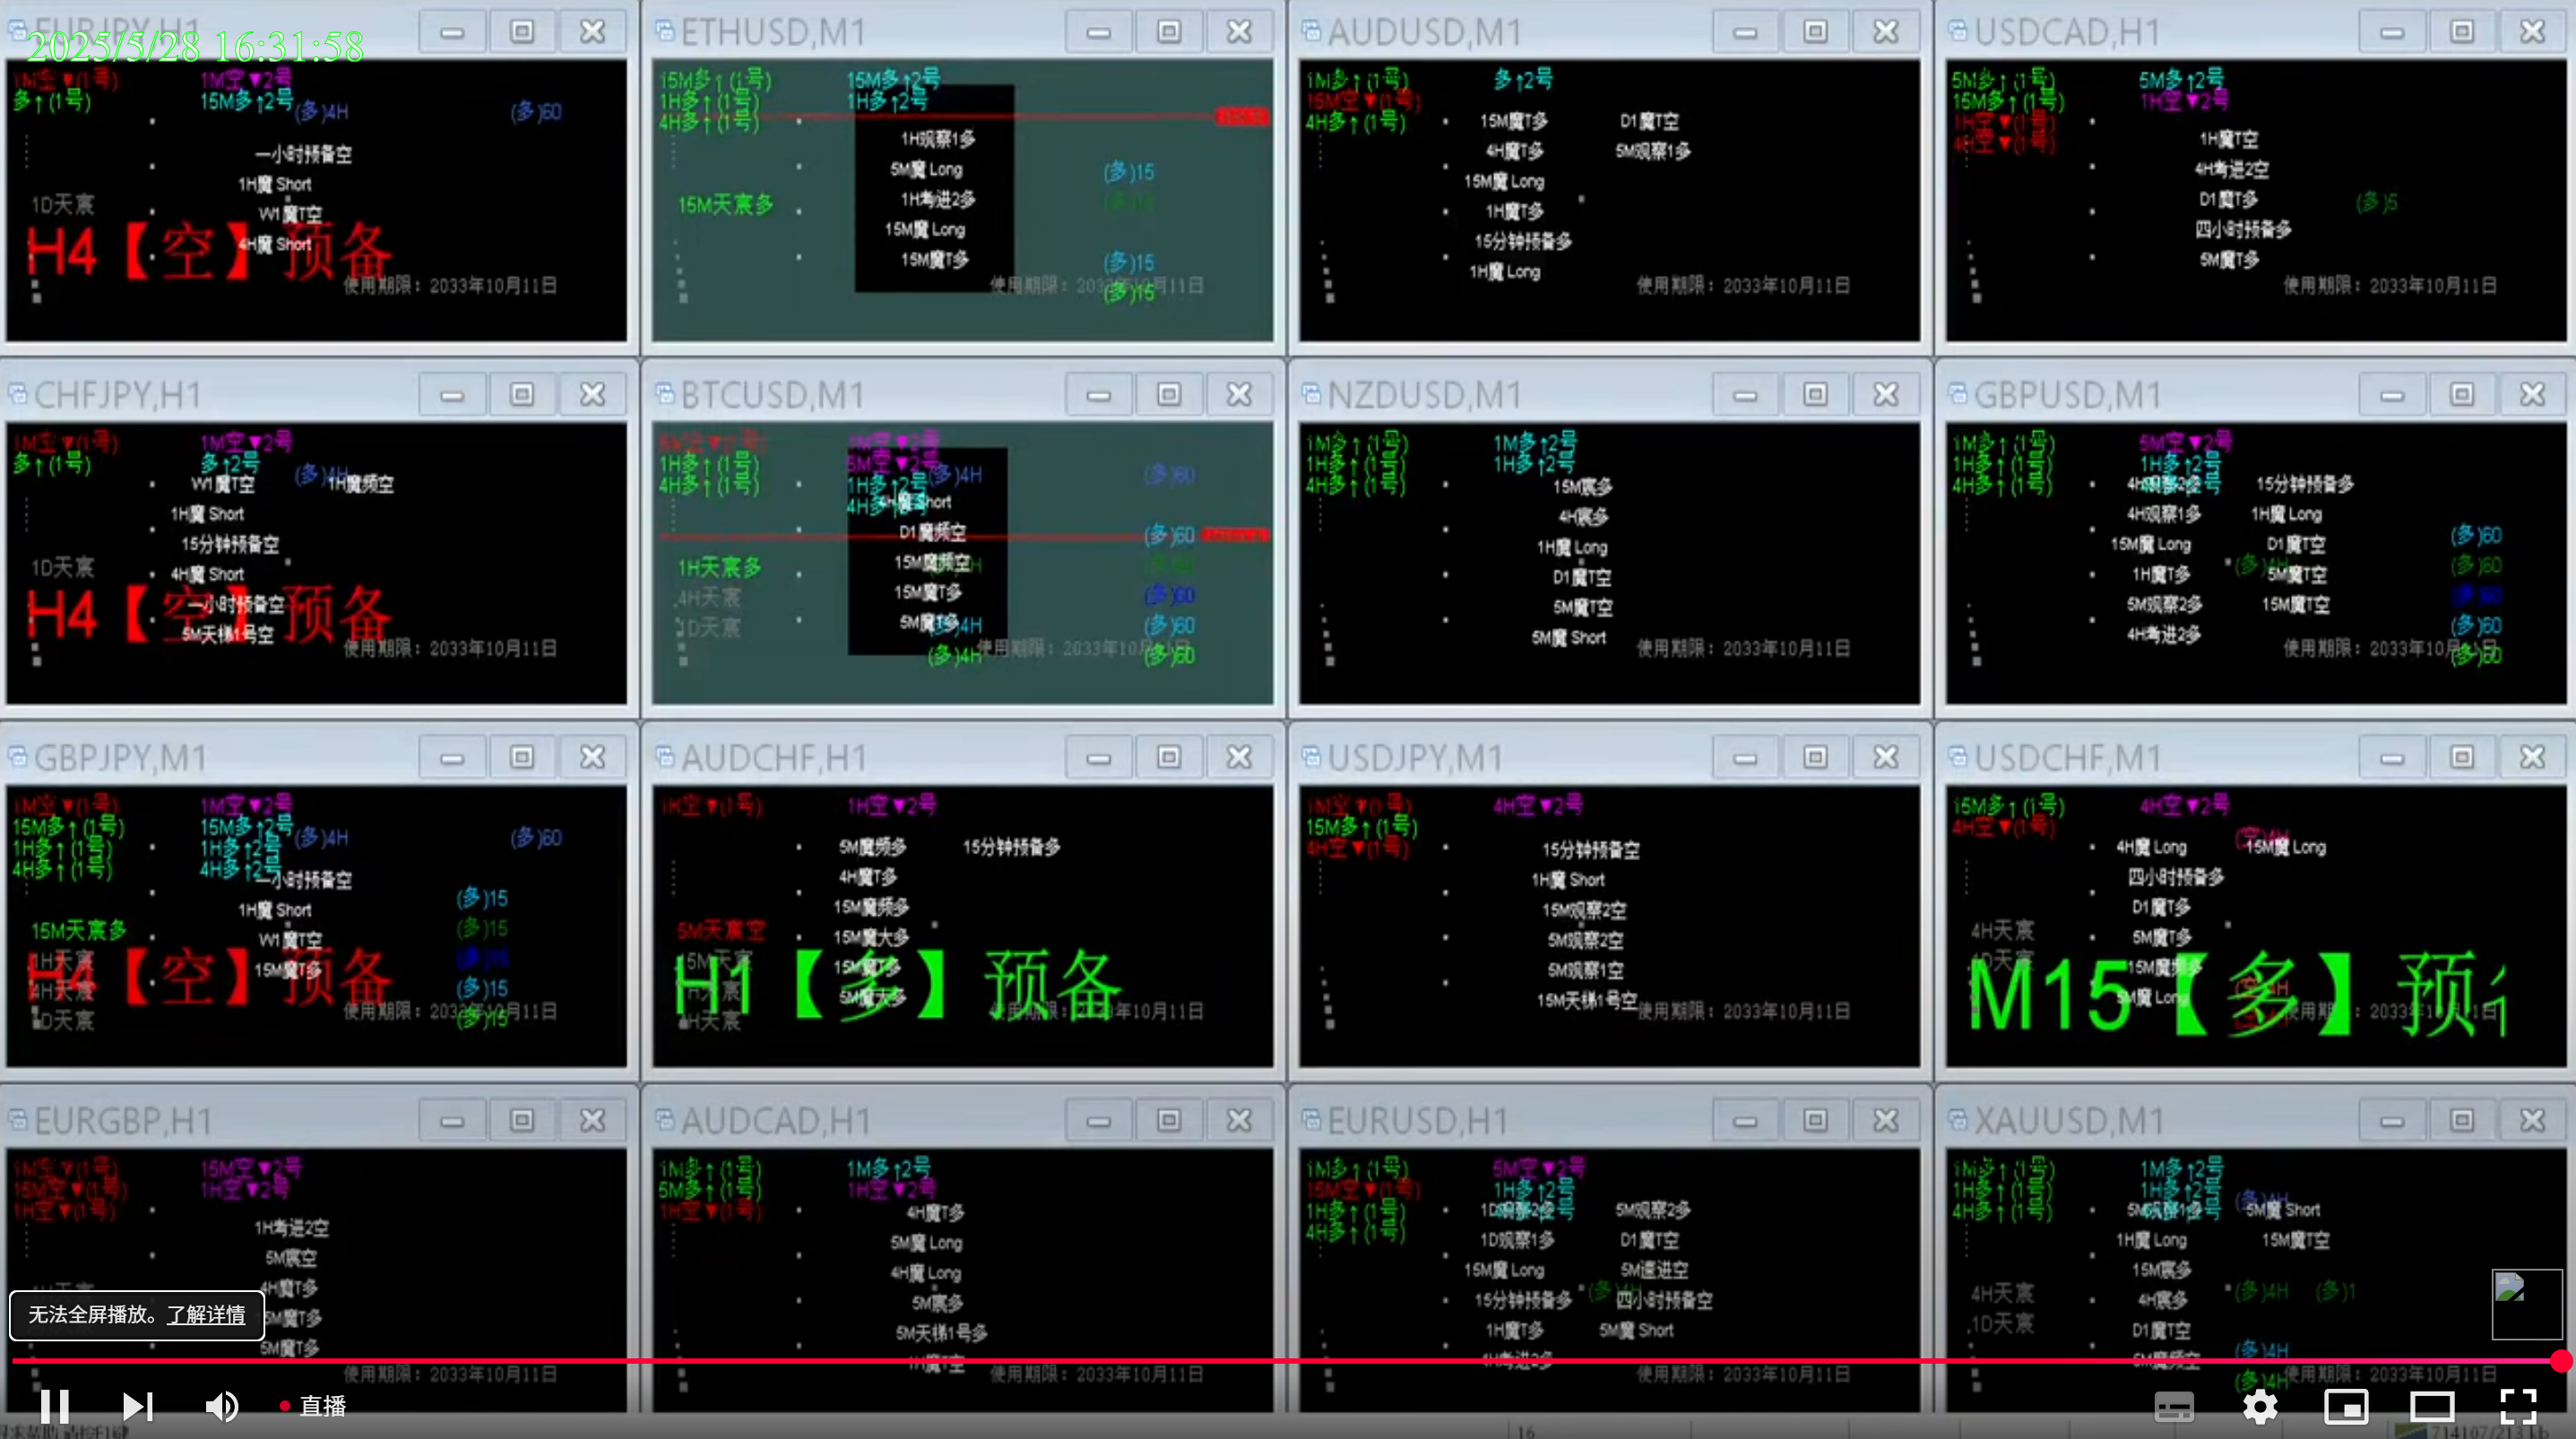 EURJPY,H1
2025/5/28 16:31:58
1M空▼(1号)
1M空▼2号
多↑(1号)
15M多↑2号
(多)4H
(多)60
一小时预备空
1H魔 Short
1D天宸
W1魔T空
H4【空】预备
4H魔 Short
使用期限：2033年10月11日
ETHUSD,M1
15M多↑(1号)
15M多↑2号
1H多↑(1号)
1H多↑2号
4H多↑(1号)
1H观察1多
5M魔 Long
(多)15
1H考进2多
15M天宸多
15M魔 Long
15M魔T多
(多)15
使用期限：2033年10月11日
(多)15
AUDUSD,M1
1M多↑(1号)
多↑2号
15M空▼(1号)
4H多↑(1号)
15M魔T多
D1魔T空
4H魔T多
5M观察1多
15M魔 Long
1H魔T多
15分钟预备多
1H魔 Long
使用期限：2033年10月11日
USDCAD,H1
5M多↑(1号)
5M多↑2号
15M多↑(1号)
1H空▼2号
1H空▼(1号)
4H空▼(1号)
1H魔T空
4H考进2空
D1魔T多
(多)5
四小时预备多
5M魔T多
使用期限：2033年10月11日
CHFJPY,H1
1M空▼(1号)
1M空▼2号
多↑(1号)
多↑2号
(多)4H
W1魔T空
1H魔频空
1H魔 Short
15分钟预备空
1D天宸
4H魔 Short
H4【空】预备
一小时预备空
5M天梯1号空
使用期限：2033年10月11日
BTCUSD,M1
5M空▼(1号)
1M空▼2号
1H多↑(1号)
5M空▼2号
(多)4H
(多)60
4H多↑(1号)
1H多↑2号
4H多↑2号
4H魔 Short
D1魔频空
(多)60
15M魔频空
1H天宸多
15M魔T多
(多)60
4H天宸
5M魔T多
(多)4H
(多)60
1D天宸
(多)4H
使用期限：2033年10月11日
(多)60
NZDUSD,M1
1M多↑(1号)
1M多↑2号
1H多↑(1号)
1H多↑2号
4H多↑(1号)
15M宸多
4H宸多
1H魔 Long
D1魔T空
5M魔T空
5M魔 Short
使用期限：2033年10月11日
GBPUSD,M1
1M多↑(1号)
5M空▼2号
1H多↑(1号)
1H多↑2号
4H多↑(1号)
15分钟预备多
4H观察1多
1H魔 Long
15M魔 Long
D1魔T空
(多)60
1H魔T多
(多)4H
5M魔T空
(多)60
5M观察2多
15M魔T空
4H考进2多
(多)60
使用期限：2033年10月11日
(多)60
GBPJPY,M1
1M空▼(1号)
1M空▼2号
15M多↑(1号)
15M多↑2号
(多)4H
(多)60
1H多↑(1号)
1H多↑2号
4H多↑(1号)
4H多↑2号
一小时预备空
(多)15
1H魔 Short
15M天宸多
(多)15
W1魔T空
1H天宸
H4【空】预备
15M魔T多
4H天宸
(多)15
1D天宸
使用期限：2033年10月11日
(多)15
AUDCHF,H1
1H空▼(1号)
1H空▼2号
5M魔频多
15分钟预备多
4H魔T多
15M魔频多
5M天宸空
15M魔大多
15M天宸
15M魔T多
H1【多】预备
1H天宸
5M魔大多
4H天宸
使用期限：2033年10月11日
USDJPY,M1
1M空▼(1号)
4H空▼2号
15M多↑(1号)
4H空▼(1号)
15分钟预备空
1H魔 Short
15M观察2空
5M观察2空
5M观察1空
15M天梯1号空
使用期限：2033年10月11日
USDCHF,M1
15M多↑(1号)
4H空▼2号
4H空▼(1号)
(空)4H
4H魔 Long
15M魔 Long
四小时预备多
D1魔T多
4H天宸
5M魔T多
1D天宸
15M魔频多
M15【多】预
5M魔 Long
使用期限：2033年10月11日
EURGBP,H1
1M空▼(1号)
15M空▼2号
15M空▼(1号)
1H空▼2号
1H空▼(1号)
1H考进2空
5M宸空
4H魔T多
5M魔T多
5M魔T多
使用期限：2033年10月11日
AUDCAD,H1
1M多↑(1号)
1M多↑2号
5M多↑(1号)
1H空▼2号
1H空▼(1号)
4H魔T多
5M魔 Long
4H魔 Long
5M宸多
5M天梯1号多
1H魔T空
使用期限：2033年10月11日
EURUSD,H1
1M多↑(1号)
5M空▼2号
15M空▼(1号)
1H多↑2号
1H多↑(1号)
4H多↑(1号)
5M观察2多
1D观察1多
D1魔T空
15M魔 Long
5M速进空
15分钟预备多
四小时预备空
1H魔T多
5M魔 Short
4H考进2多
使用期限：2033年10月11日
XAUUSD,M1
1M多↑(1号)
1M多↑2号
1H多↑(1号)
1H多↑2号
(多)4H
4H多↑(1号)
5M观察1多
5M魔 Short
1H魔 Long
15M魔T空
15M宸多
4H天宸
4H宸多
(多)4H
(多)1
1D天宸
D1魔T空
(多)4H
5M魔频空
(多)4H
使用期限：2033年10月11日
无法全屏播放。了解详情
直播
16
714107/213 kb